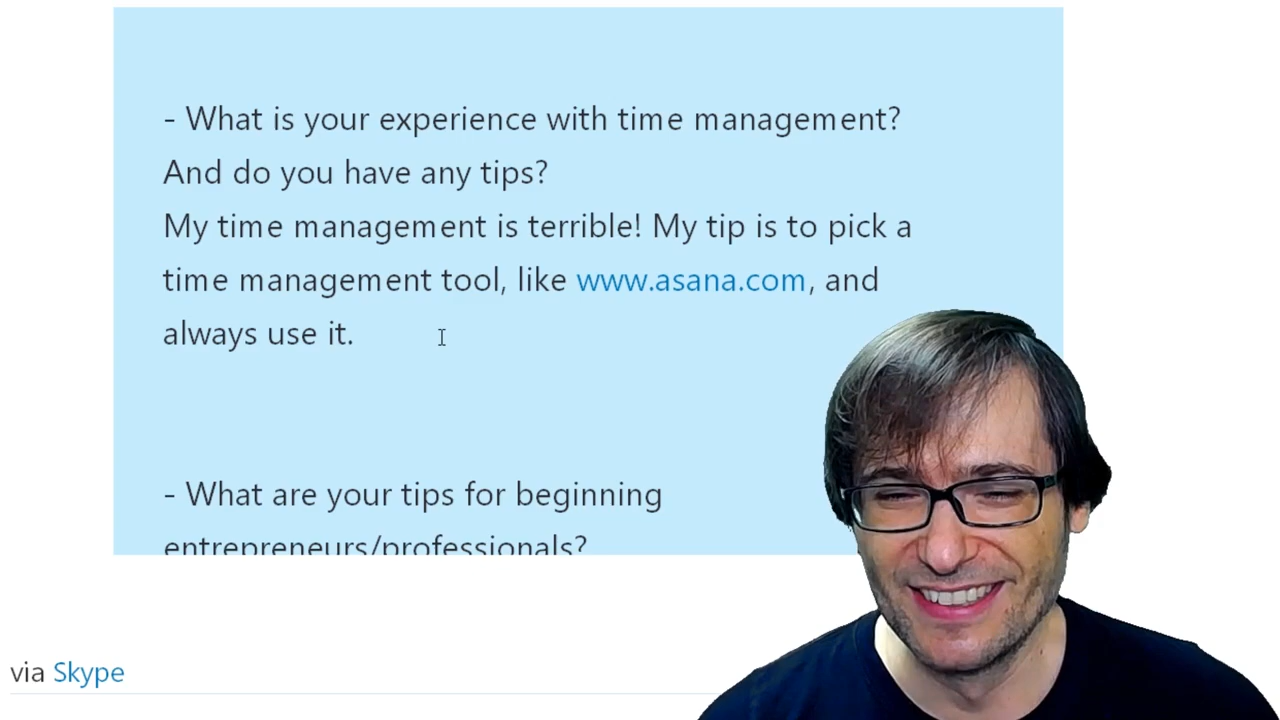 - What is your experience with time management?
And do you have any tips?
My time management is terrible! My tip is to pick a
time management tool, like www.asana.com, and
always use it.
- What are your tips for beginning
entrepreneurs/professionals?
via Skype